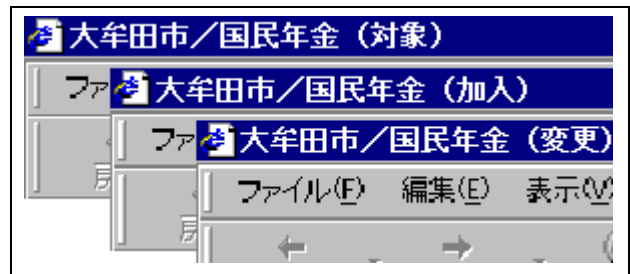 大牟田市／国民年金（対象）
ファ
大牟田市／国民年金（加入）
ファ
大牟田市／国民年金（変更）
ファイル(F) 編集(E) 表示(V